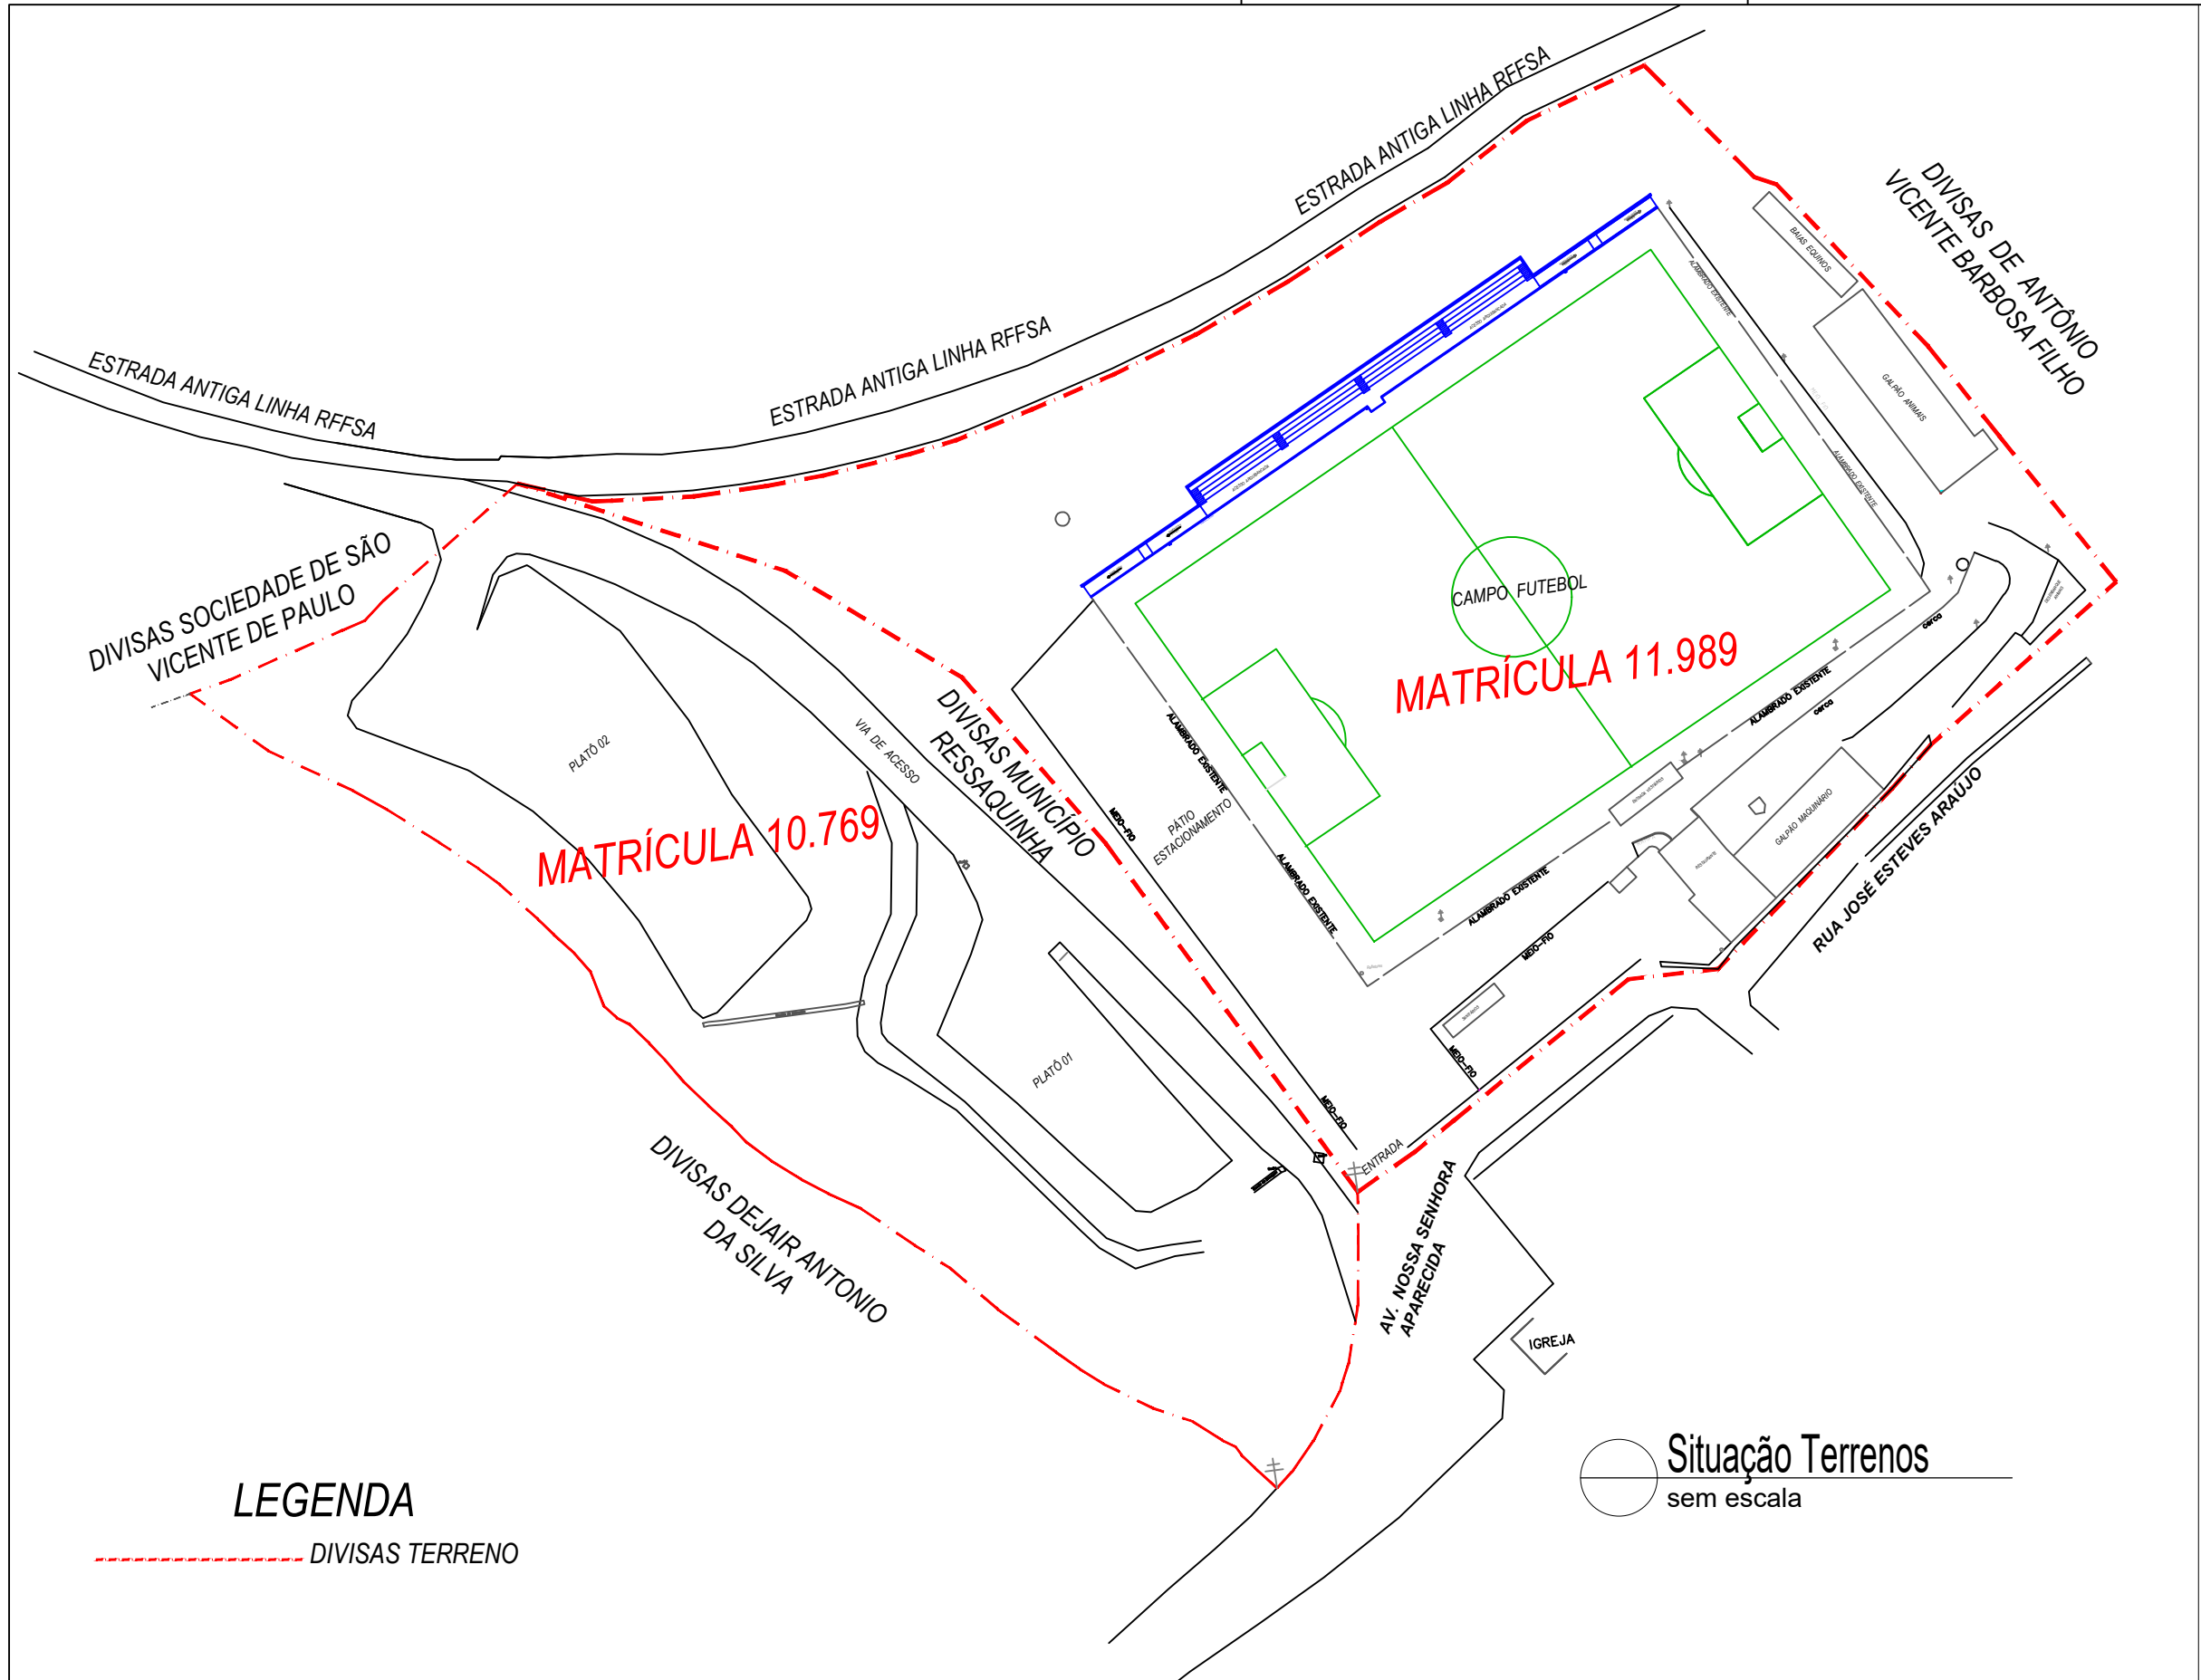 ESTRADA ANTIGA LINHA RFFSA
ESTRADA ANTIGA LINHA RFFSA
ESTRADA ANTIGA LINHA RFFSA
DIVISAS DE ANTÔNIO
VICENTE BARBOSA FILHO
BAIAS EQUINOS
GALPÃO ANIMAIS
ALAMBRADO EXISTENTE
ALAMBRADO EXISTENTE
CAMPO FUTEBOL
MATRÍCULA 11.989
DIVISAS SOCIEDADE DE SÃO
VICENTE DE PAULO
PLATÔ 02
VIA DE ACESSO
DIVISAS MUNICÍPIO
RESSAQUINHA
MATRÍCULA 10.769
ALAMBRADO EXISTENTE
ALAMBRADO EXISTENTE
ALAMBRADO EXISTENTE
ALAMBRADO EXISTENTE
cerca
cerca
MEIO-FIO
PÁTIO
ESTACIONAMENTO
GALPÃO MAQUINÁRIO
RUA JOSÉ ESTEVES ARAÚJO
MEIO-FIO
MEIO-FIO
MEIO-FIO
PLATÔ 01
ENTRADA
AV. NOSSA SENHORA
APARECIDA
IGREJA
DIVISAS DEJAIR ANTONIO
DA SILVA
Situação Terrenos
sem escala
LEGENDA
DIVISAS TERRENO